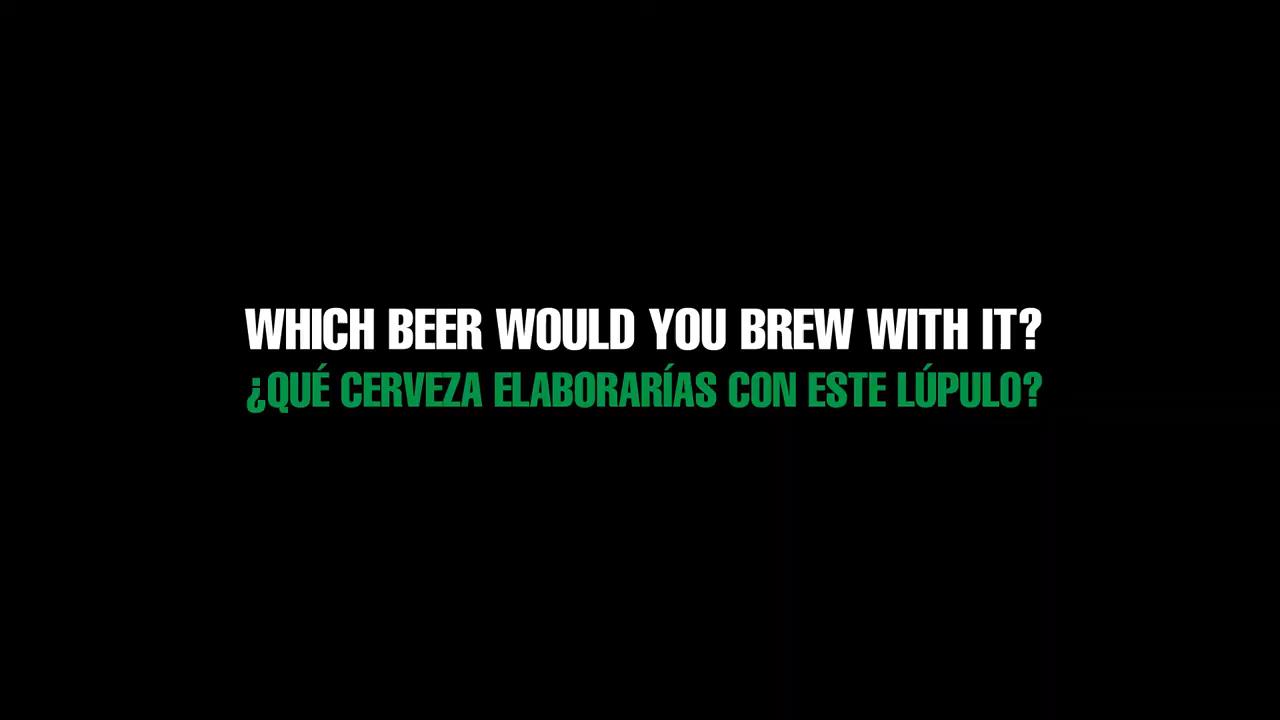 WHICH BEER WOULD YOU BREW WITH IT?
¿QUÉ CERVEZA ELABORARÍAS CON ESTE LÚPULO?